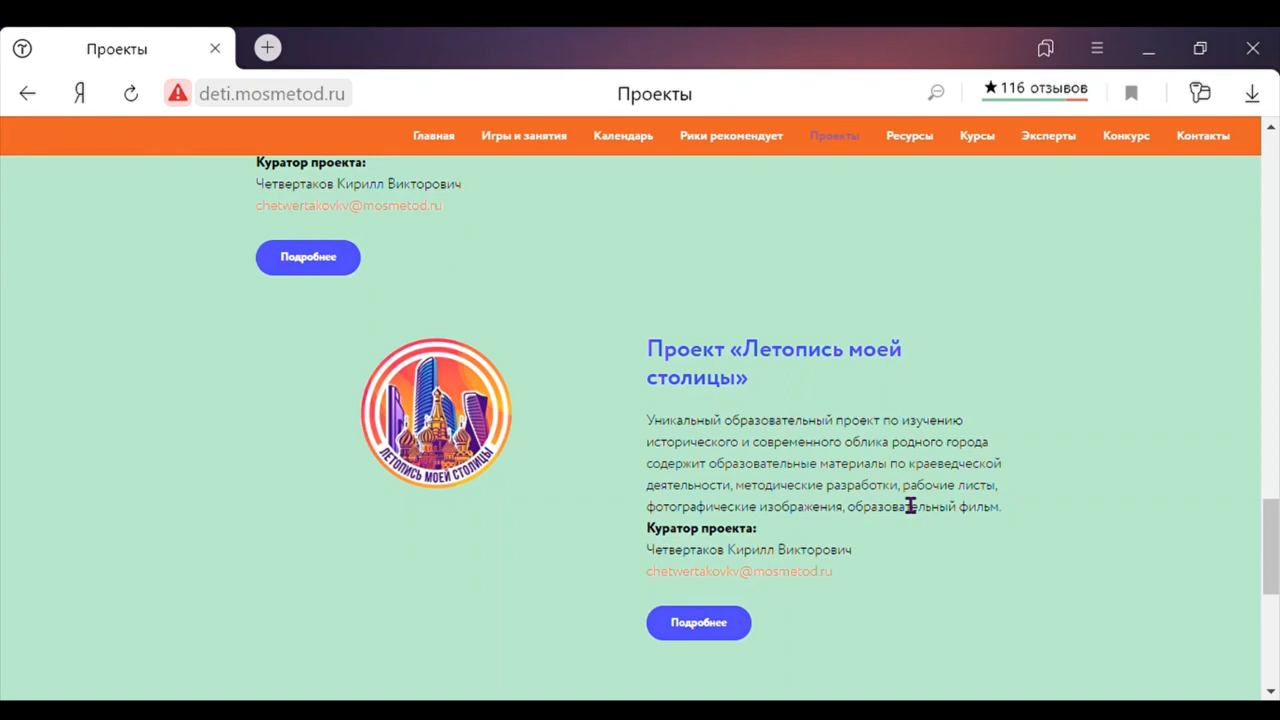 Проекты
deti.mosmetod.ru
Проекты
★116 отзывов
Главная Игры и занятия Календарь Рики рекомендует Проекты Ресурсы Курсы Эксперты Конкурс Контакты
Куратор проекта:
Четвертаков Кирилл Викторович
chetwertakovkv@mosmetod.ru
Подробнее
ЛЕТОПИСЬ МОЕЙ СТОЛИЦЫ
Проект «Летопись моей
столицы»
Уникальный образовательный проект по изучению
исторического и современного облика родного города
содержит образовательные материалы по краеведческой
деятельности, методические разработки, рабочие листы,
фотографические изображения, образовательный фильм.
Куратор проекта:
Четвертаков Кирилл Викторович
chetwertakovkv@mosmetod.ru
Подробнее